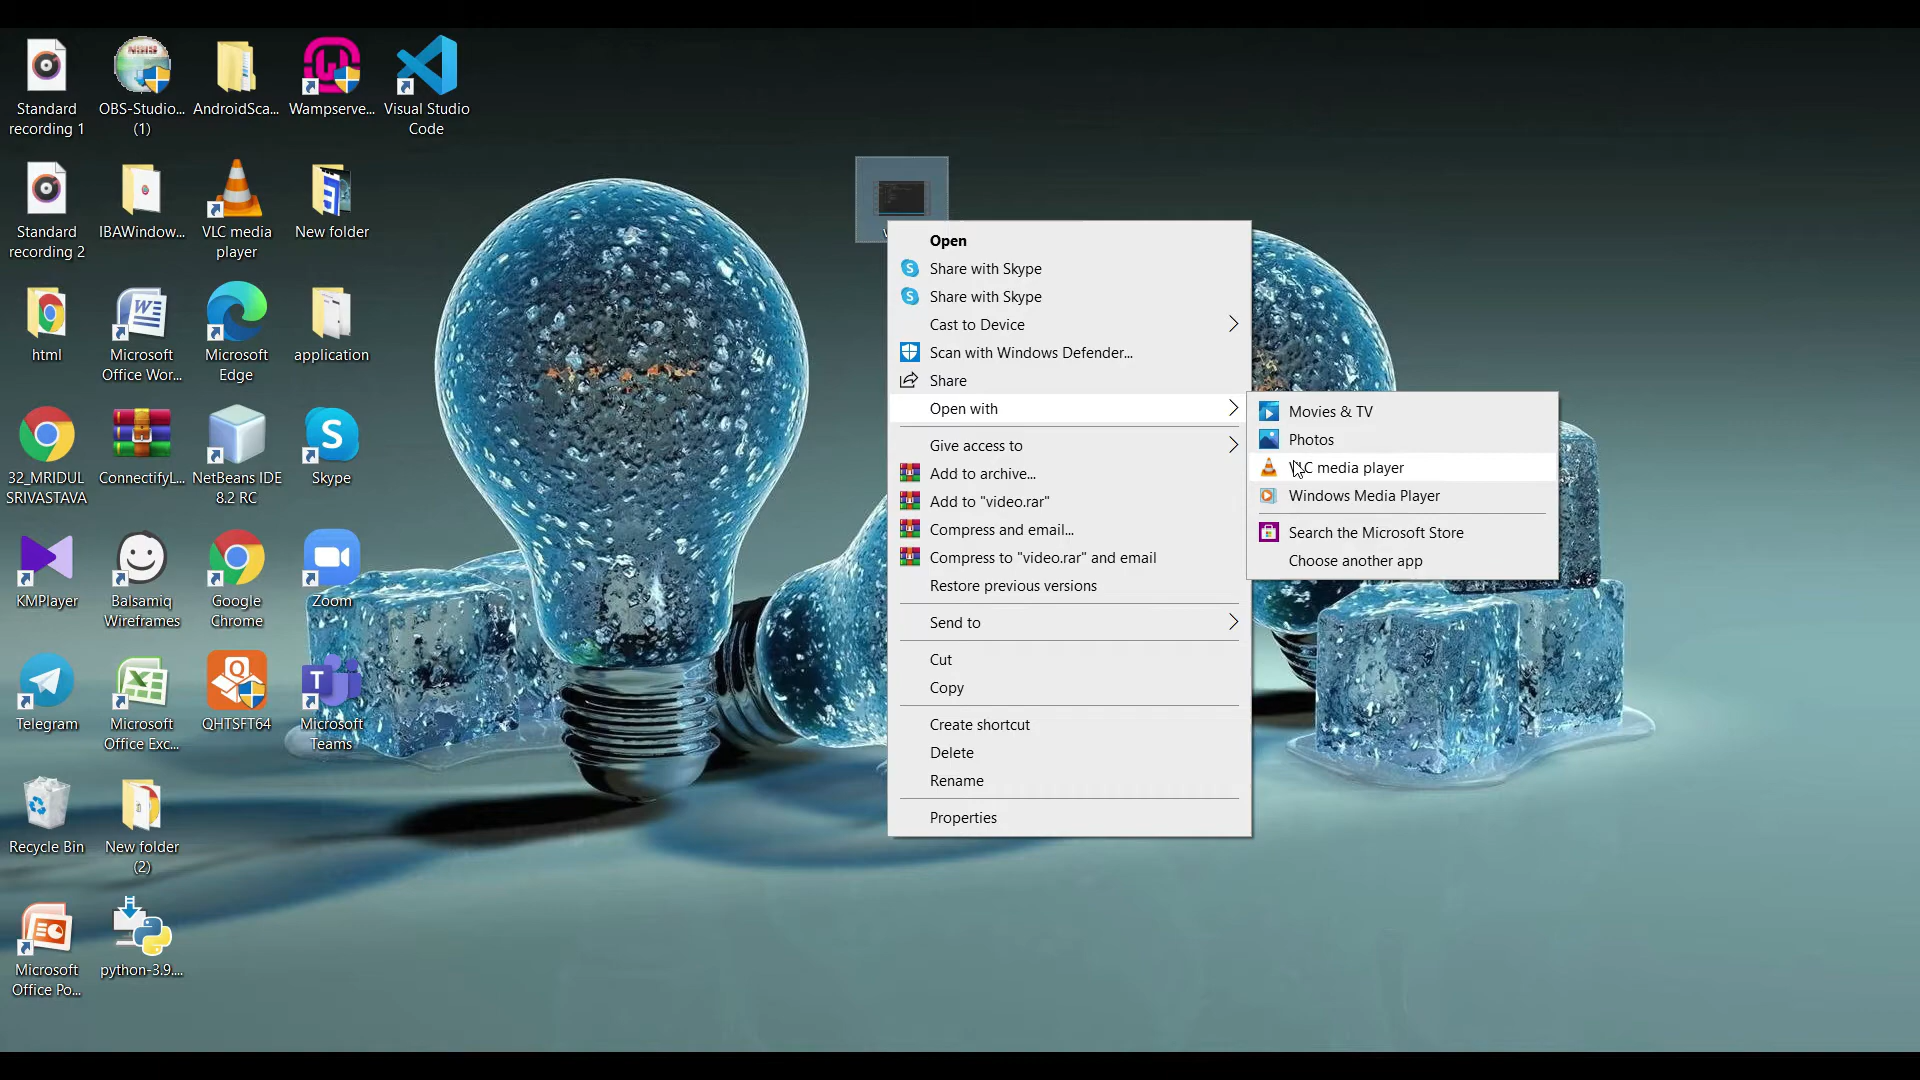 Standard
recording 1
OBS-Studio...
(1)
AndroidSca...
Wampserve...
Visual Studio
Code
Standard
recording 2
IBAWindow...
VLC media
player
New folder
html
Microsoft
Office Wor...
Microsoft
Edge
application
32_MRIDUL
SRIVASTAVA
ConnectifyI...
NetBeans IDE
8.2 RC
Skype
KMPlayer
Balsamiq
Wireframes
Google
Chrome
Zoom
Telegram
Microsoft
Office Exc...
QHTSFT64
Microsoft
Teams
Recycle Bin
New folder
(2)
Microsoft
Office Po...
python-3.9....
Open
Share with Skype
Share with Skype
Cast to Device
Scan with Windows Defender...
Share
Open with
Give access to
Add to archive...
Add to "video.rar"
Compress and email...
Compress to "video.rar" and email
Restore previous versions
Send to
Cut
Copy
Create shortcut
Delete
Rename
Properties
Movies & TV
Photos
VLC media player
Windows Media Player
Search the Microsoft Store
Choose another app